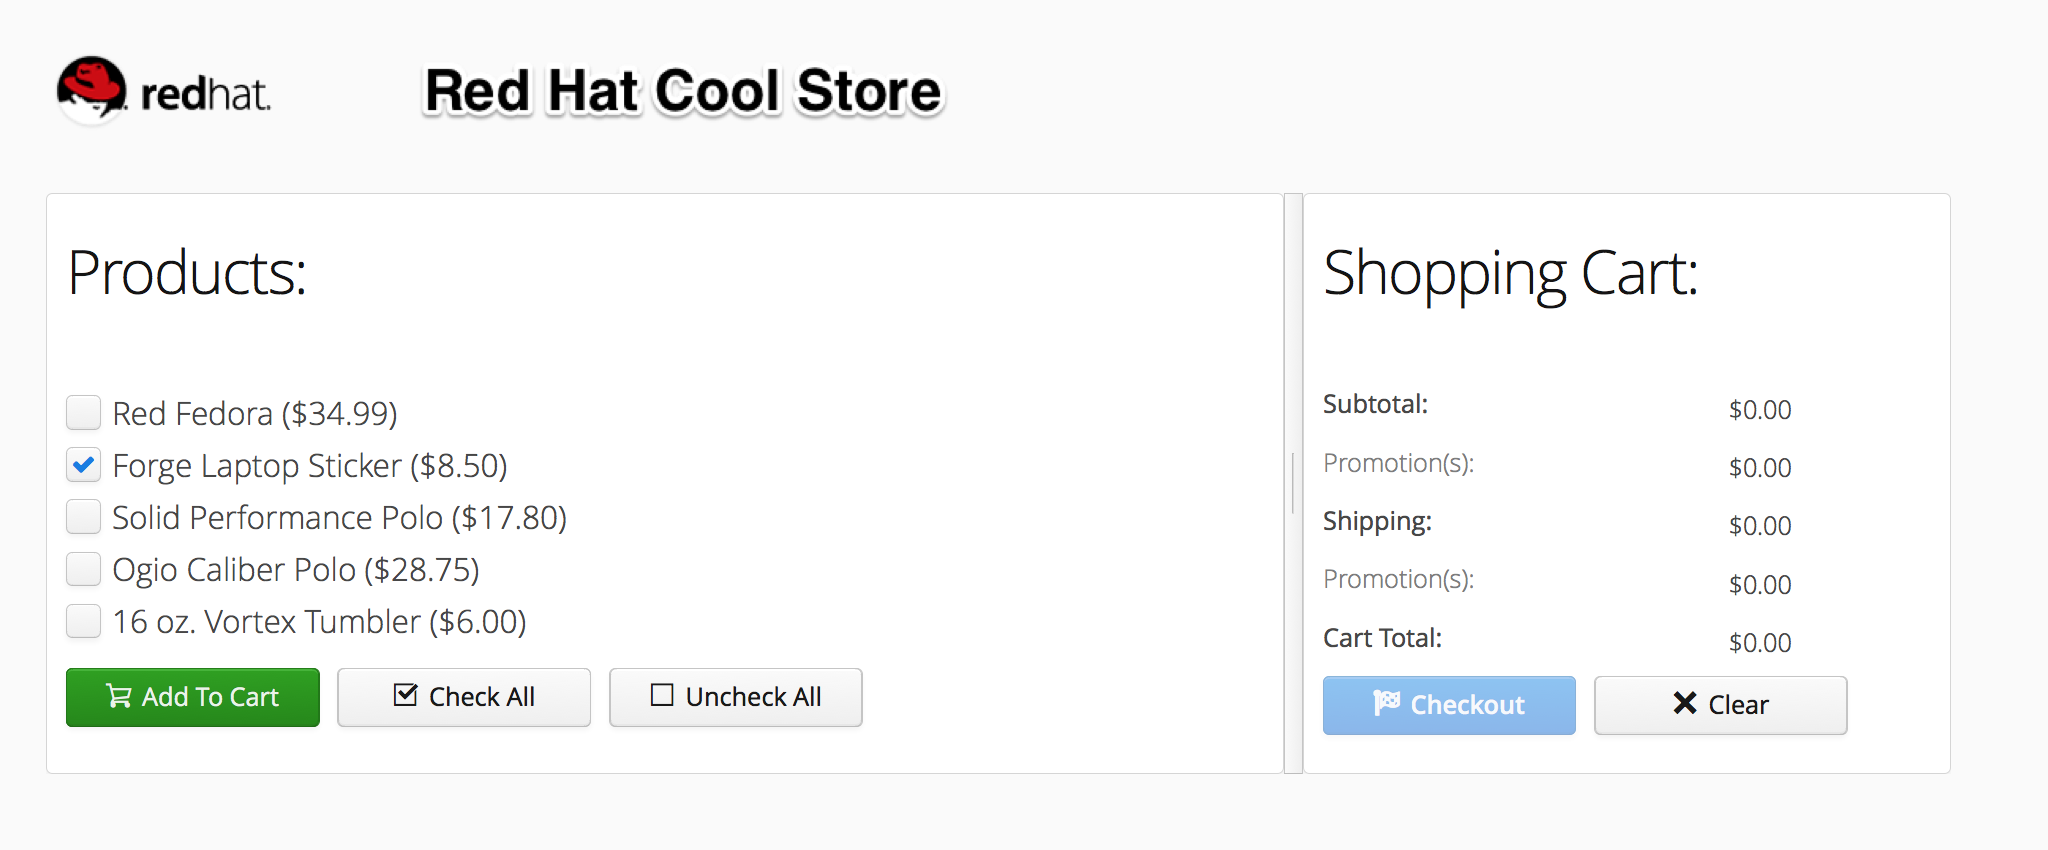 redhat.
Red Hat Cool Store
Products:
Red Fedora ($34.99)
Forge Laptop Sticker ($8.50)
Solid Performance Polo ($17.80)
Ogio Caliber Polo ($28.75)
16 oz. Vortex Tumbler ($6.00)
Add To Cart
Check All
Uncheck All
Shopping Cart:
Subtotal: $0.00
Promotion(s): $0.00
Shipping: $0.00
Promotion(s): $0.00
Cart Total: $0.00
Checkout
Clear